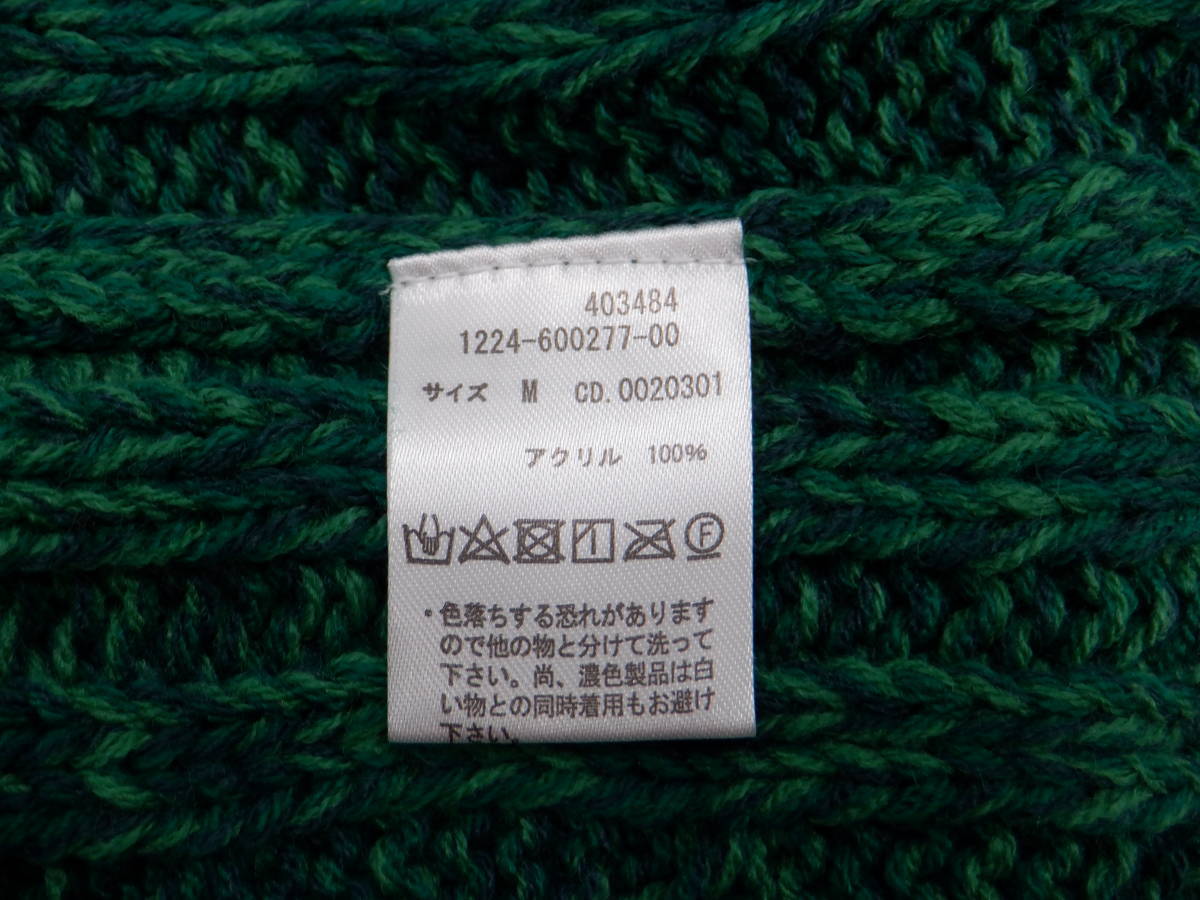 403484
1224-600277-00
サイズ M CD. 0020301
アクリル 100%
F
・色落ちする恐れがあります
ので他の物と分けて洗って
下さい。尚、濃色製品は白
い物との同時着用もお避け
下さい。